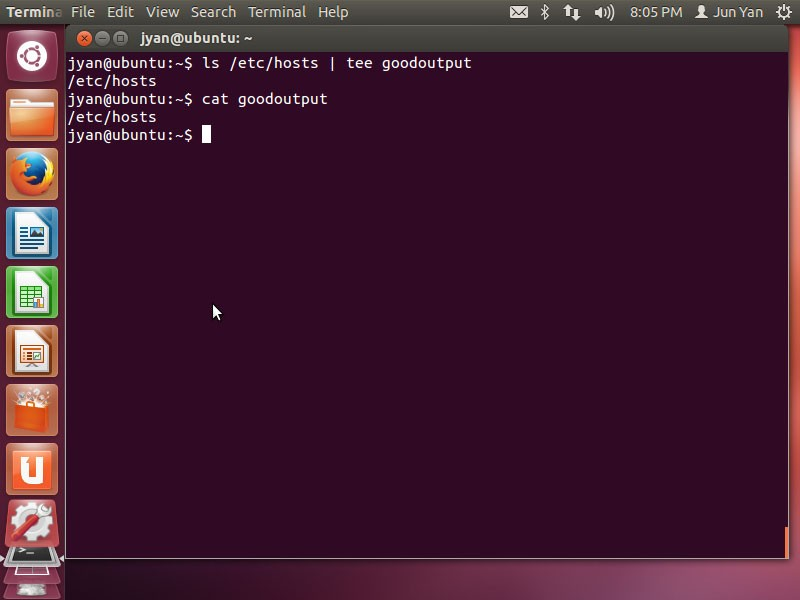 Termina File Edit View Search Terminal Help 8:05 PM Jun Yan
jyan@ubuntu: ~
jyan@ubuntu:~$ ls /etc/hosts | tee goodoutput
/etc/hosts
jyan@ubuntu:~$ cat goodoutput
/etc/hosts
jyan@ubuntu:~$